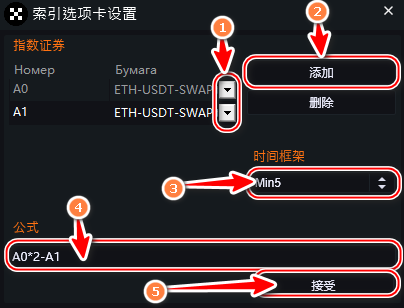 索引选项卡设置
2
指数证券
1
Номер Бумага
添加
A0 ETH-USDT-SWAP
删除
A1 ETH-USDT-SWAP
时间框架
3
Min5
4
公式
A0*2-A1
5
接受